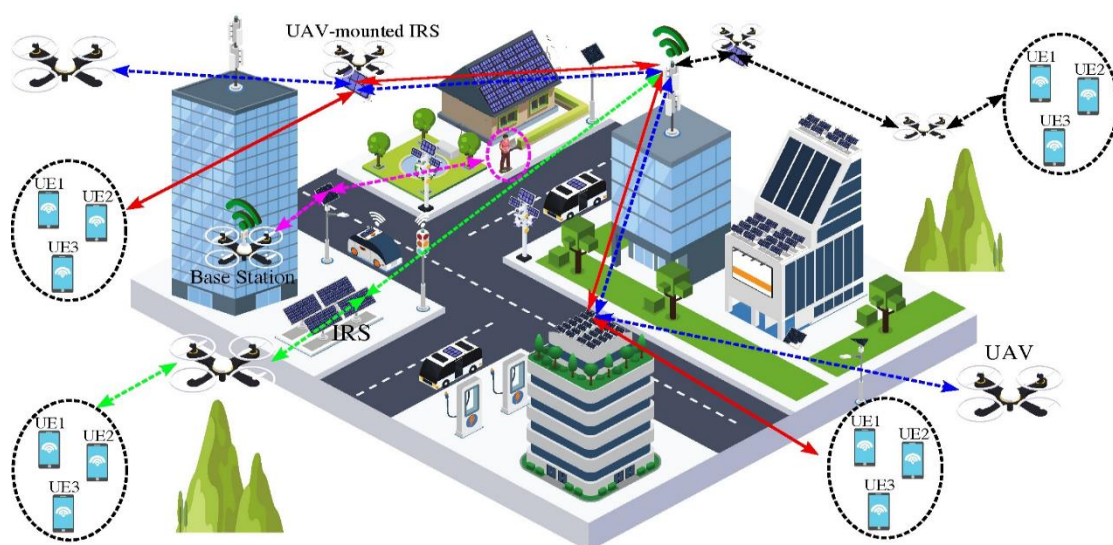 UAV-mounted IRS
UE1
UE2
UE3
UE1
UE2
UE3
Base Station
IRS
UAV
UE1
UE2
UE3
UE1
UE2
UE3